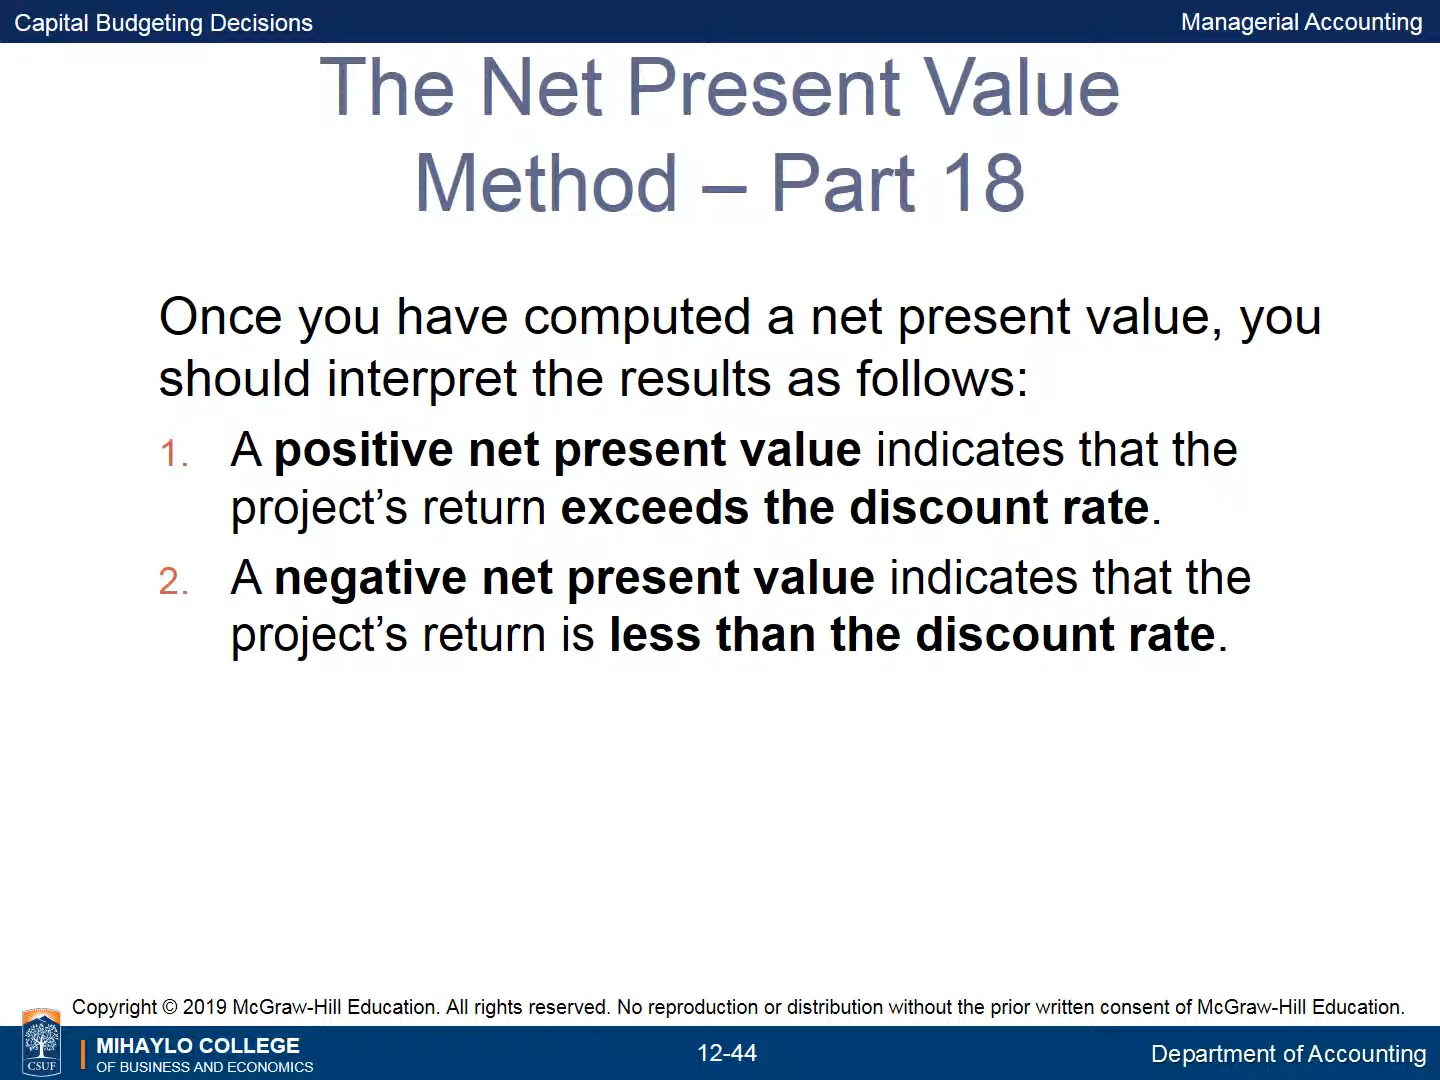 Capital Budgeting Decisions
Managerial Accounting
The Net Present Value
Method – Part 18
Once you have computed a net present value, you
should interpret the results as follows:
1. A positive net present value indicates that the
project’s return exceeds the discount rate.
2. A negative net present value indicates that the
project’s return is less than the discount rate.
Copyright © 2019 McGraw-Hill Education. All rights reserved. No reproduction or distribution without the prior written consent of McGraw-Hill Education.
CSUF
MIHAYLO COLLEGE
OF BUSINESS AND ECONOMICS
12-44
Department of Accounting